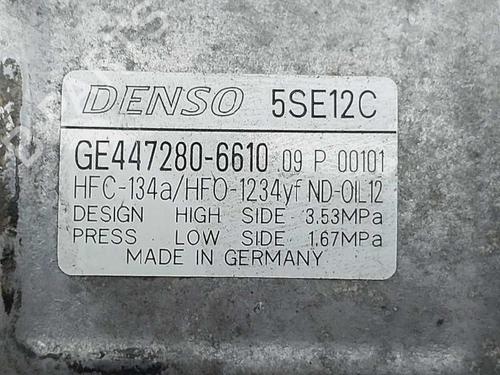 DENSO 5SE12C
GE447280-6610 09 P 00101
HFC-134a/HFO-1234yf ND-OIL12
DESIGN HIGH SIDE 3.53MPa
PRESS LOW SIDE 1.67MPa
MADE IN GERMANY